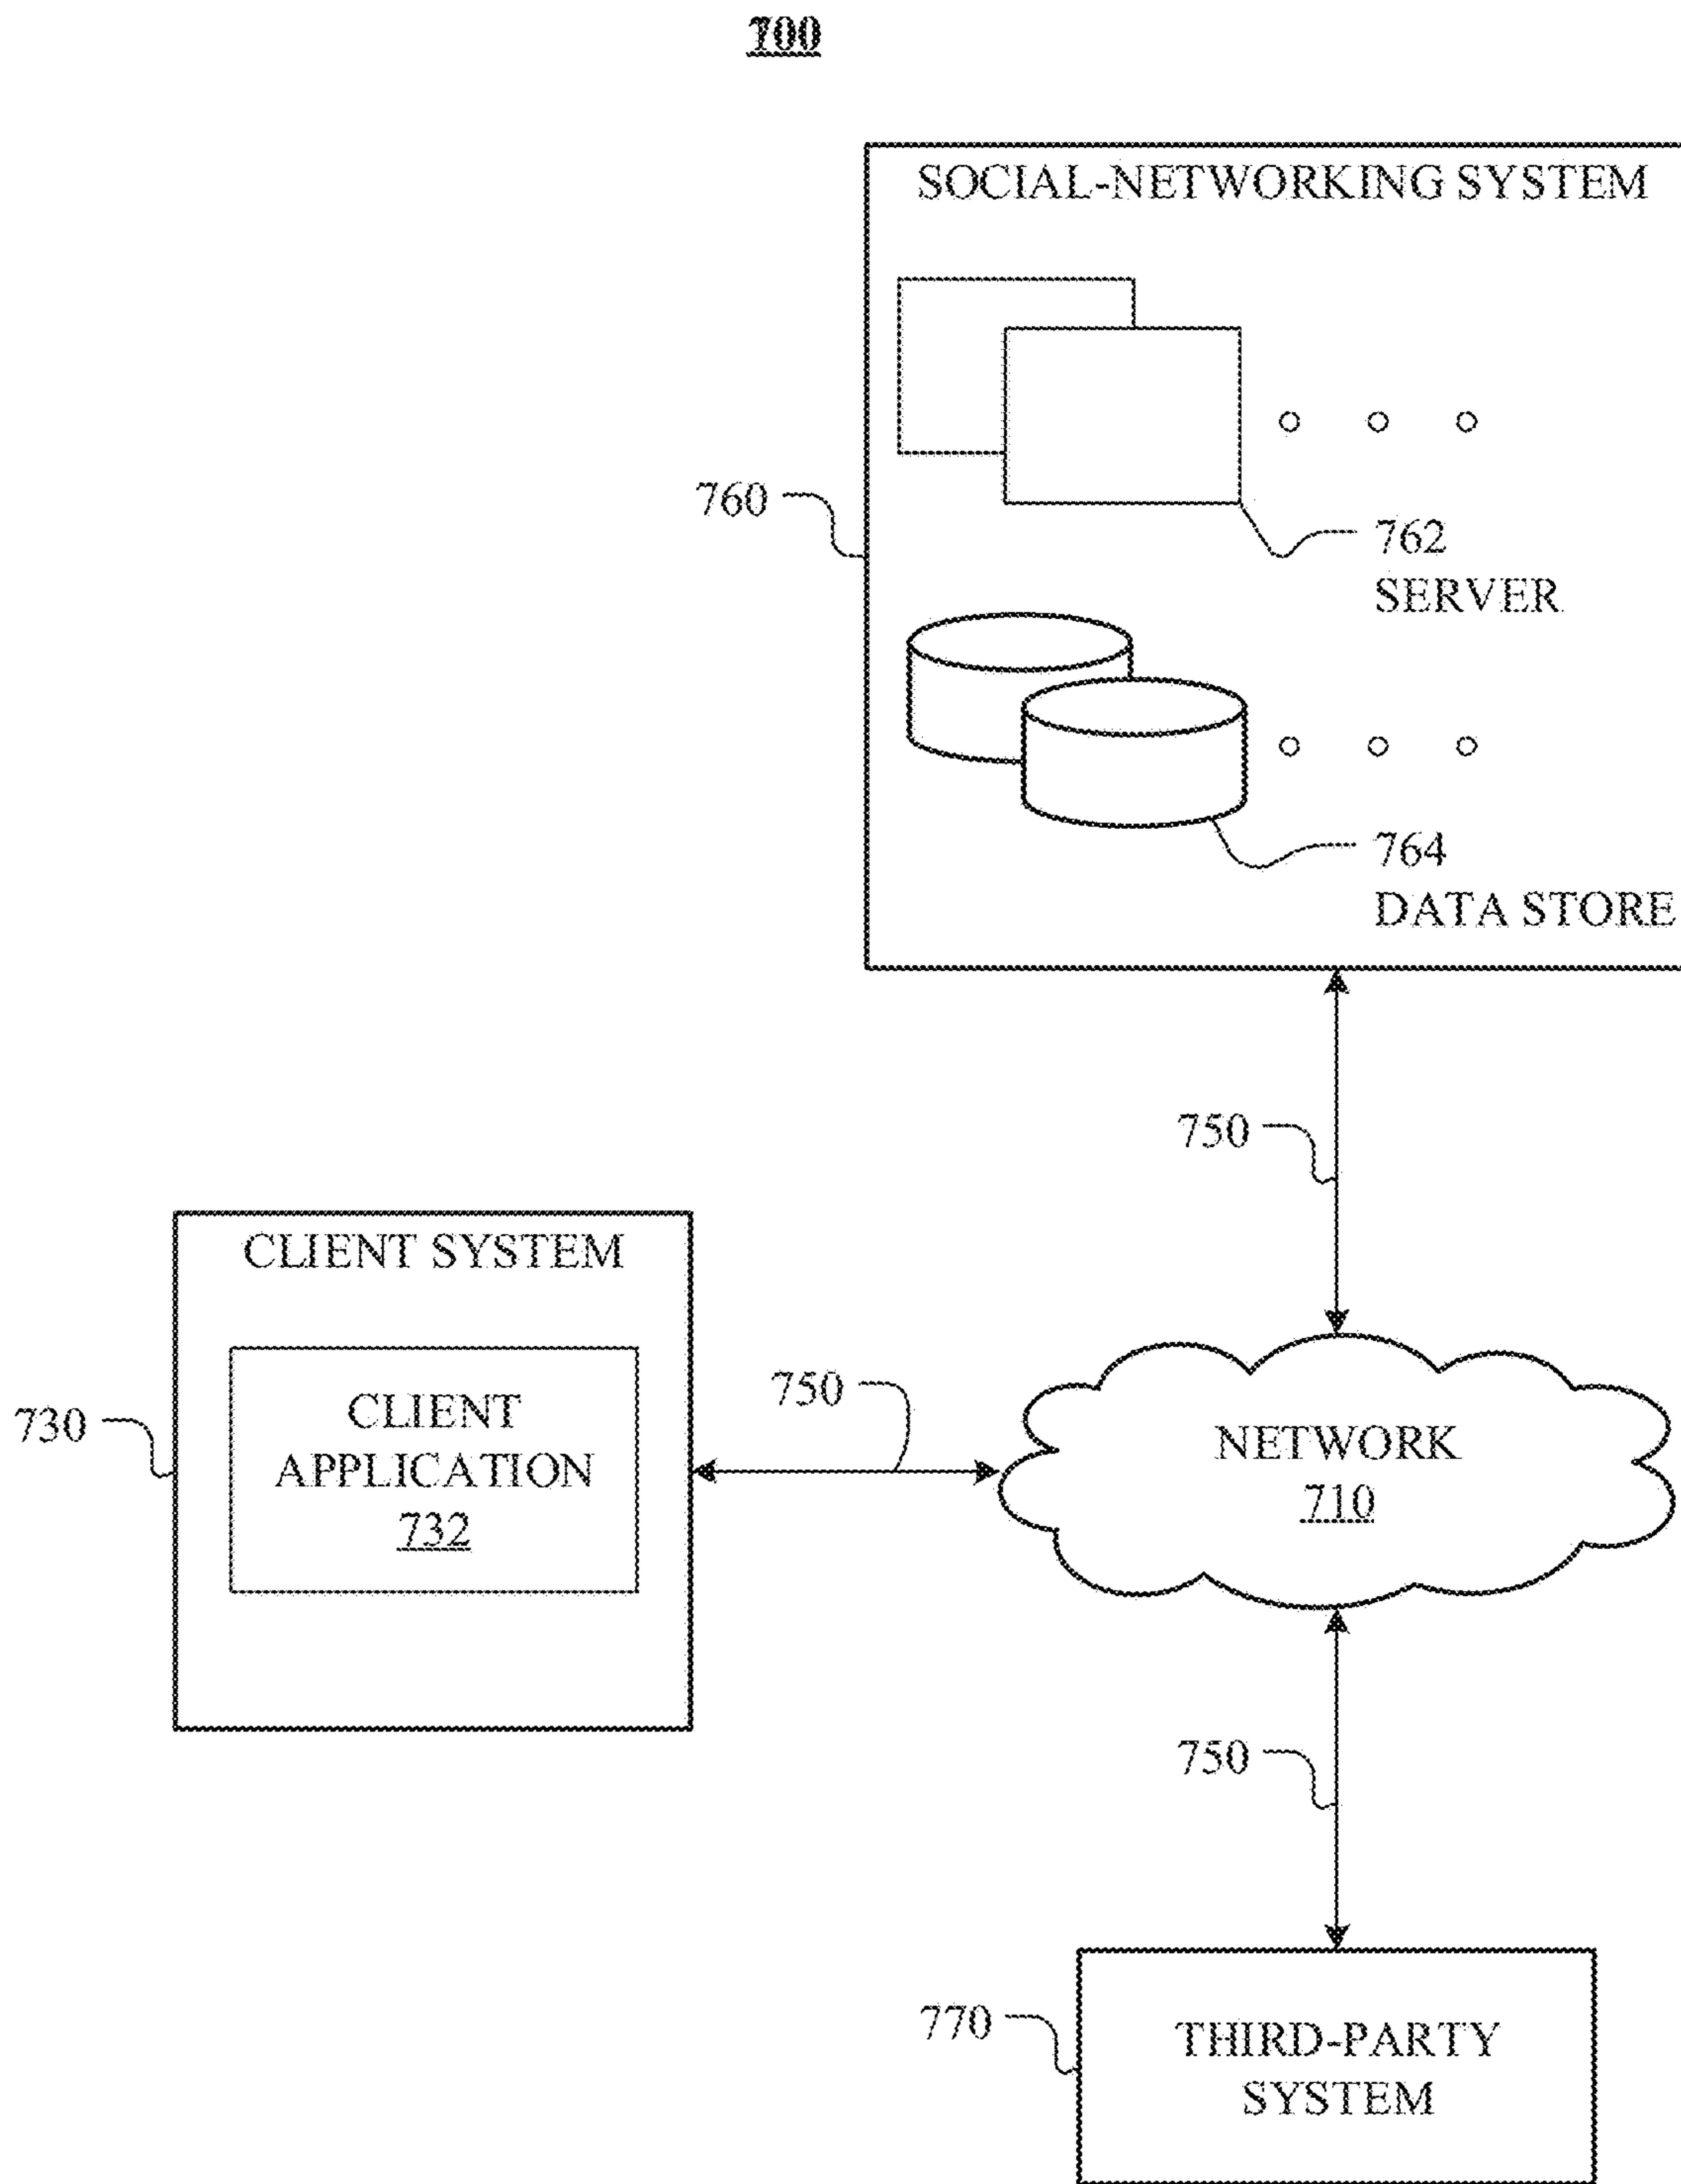 700
SOCIAL-NETWORKING SYSTEM
760
762
SERVER
764
DATA STORE
750
CLIENT SYSTEM
CLIENT
APPLICATION
732
730
750
NETWORK
710
750
770
THIRD-PARTY
SYSTEM